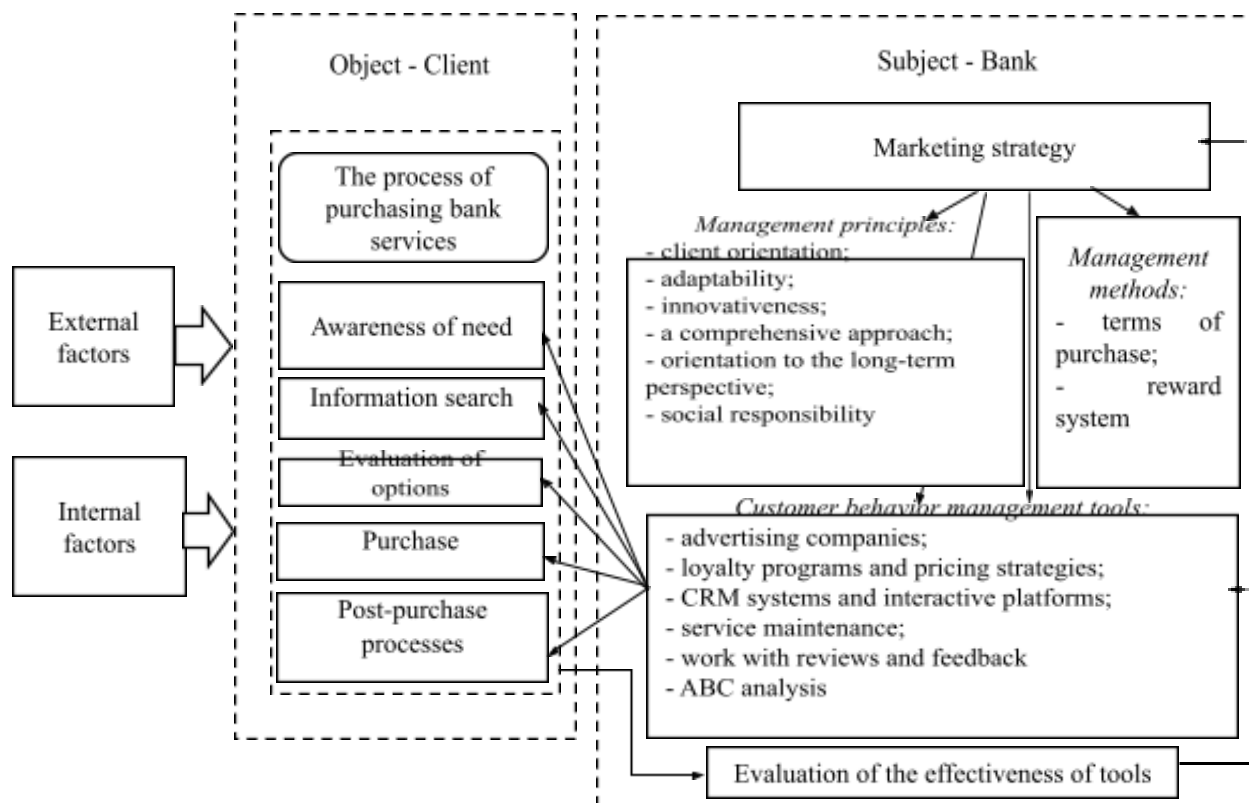 Object - Client
Subject - Bank
The process of
purchasing bank
services
Marketing strategy
External
factors
Internal
factors
Awareness of need
Information search
Evaluation of
options
Purchase
Post-purchase
processes
Management principles:
- client orientation;
- adaptability;
- innovativeness;
- a comprehensive approach;
- orientation to the long-term
perspective;
- social responsibility
Management
methods:
- terms of
purchase;
- reward
system
Customer behavior management tools:
- advertising companies;
- loyalty programs and pricing strategies;
- CRM systems and interactive platforms;
- service maintenance;
- work with reviews and feedback
- ABC analysis
Evaluation of the effectiveness of tools